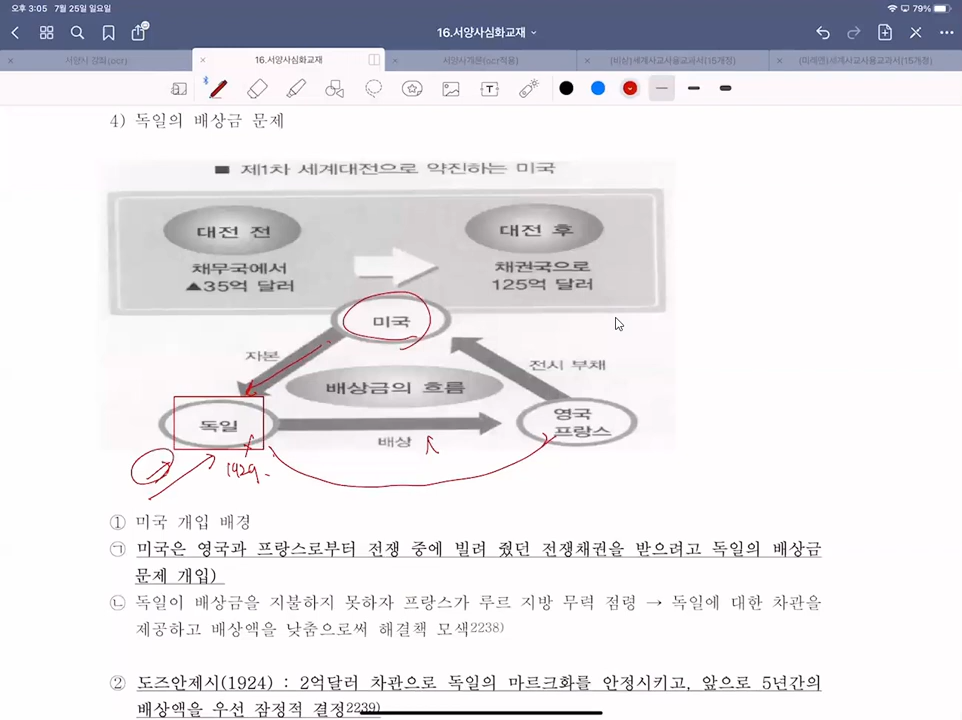 오후 3:05 7월 25일 일요일
79%
16.서양사심화교재
서양사 강좌(ocr)
16.서양사심화교재
서양사개론(ocr적용)
(비상)세계사교사용교과서(15개정)
(미래엔)세계사교사용교과서(15개정)
4) 독일의 배상금 문제
■ 제1차 세계대전으로 약진하는 미국
대전 전
대전 후
채무국에서
▲35억 달러
채권국으로
125억 달러
미국
자본
전시 부채
배상금의 흐름
독일
영국
프랑스
배상
1929.
① 미국 개입 배경
㉠ 미국은 영국과 프랑스로부터 전쟁 중에 빌려 줬던 전쟁채권을 받으려고 독일의 배상금
문제 개입)
㉡ 독일이 배상금을 지불하지 못하자 프랑스가 루르 지방 무력 점령 → 독일에 대한 차관을
제공하고 배상액을 낮춤으로써 해결책 모색2238)
② 도즈안제시(1924) : 2억달러 차관으로 독일의 마르크화를 안정시키고, 앞으로 5년간의
배상액을 우선 잠정적 결정2239)